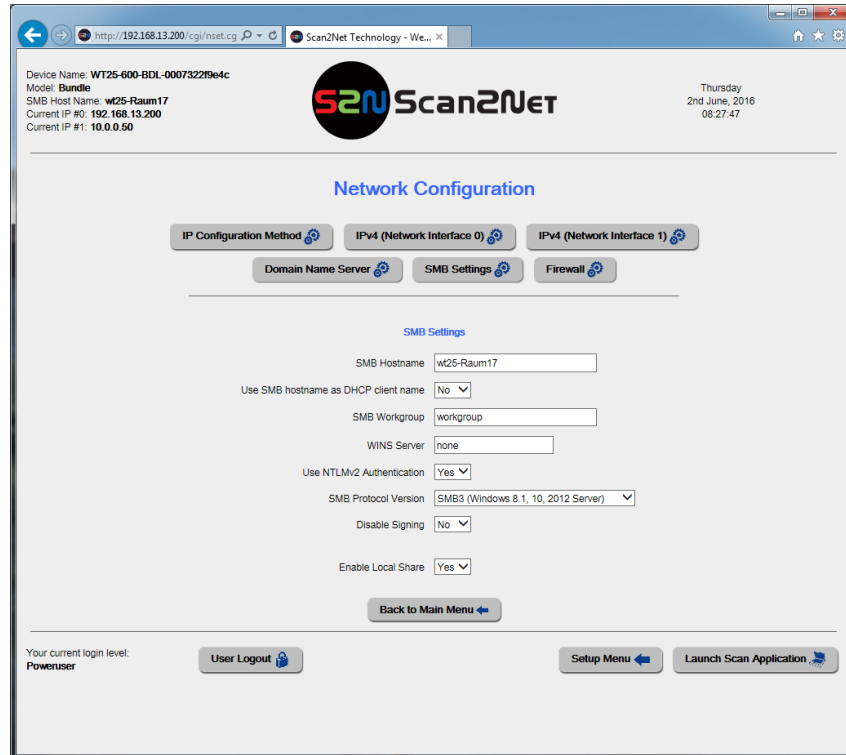 http://192.168.13.200/cgi/nset.cg
Scan2Net Technology - We...
Device Name: WT25-600-BDL-0007322f9e4c
Model: Bundle
SMB Host Name: wt25-Raum17
Current IP #0: 192.168.13.200
Current IP #1: 10.0.0.50
S2N Scan2Net
Thursday
2nd June, 2016
08:27:47
Network Configuration
IP Configuration Method
IPv4 (Network Interface 0)
IPv4 (Network Interface 1)
Domain Name Server
SMB Settings
Firewall
SMB Settings
SMB Hostname wt25-Raum17
Use SMB hostname as DHCP client name No
SMB Workgroup workgroup
WINS Server none
Use NTLMv2 Authentication Yes
SMB Protocol Version SMB3 (Windows 8.1, 10, 2012 Server)
Disable Signing No
Enable Local Share Yes
Back to Main Menu
Your current login level:
Poweruser
User Logout
Setup Menu
Launch Scan Application